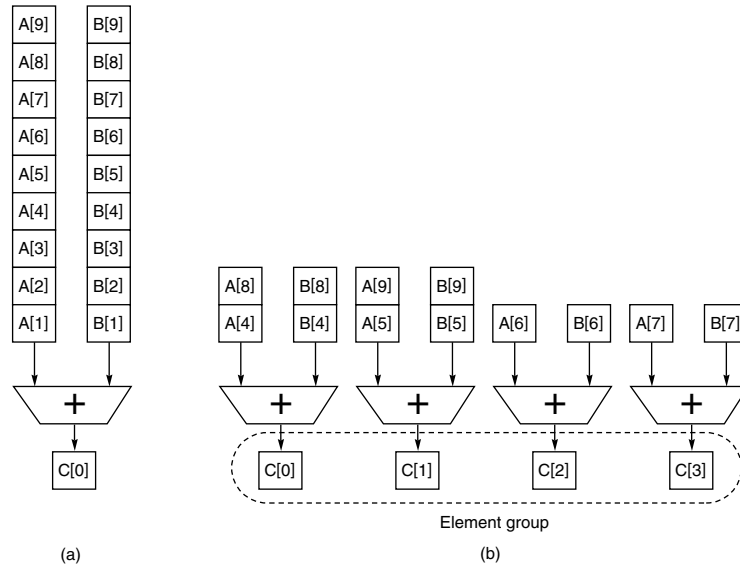 A[9] B[9]
A[8] B[8]
A[7] B[7]
A[6] B[6]
A[5] B[5]
A[4] B[4]
A[3] B[3]
A[2] B[2]
A[1] B[1]
+
C[0]
(a)
A[8] B[8] A[9] B[9]
A[4] B[4] A[5] B[5] A[6] B[6] A[7] B[7]
+ + + +
C[0] C[1] C[2] C[3]
Element group
(b)